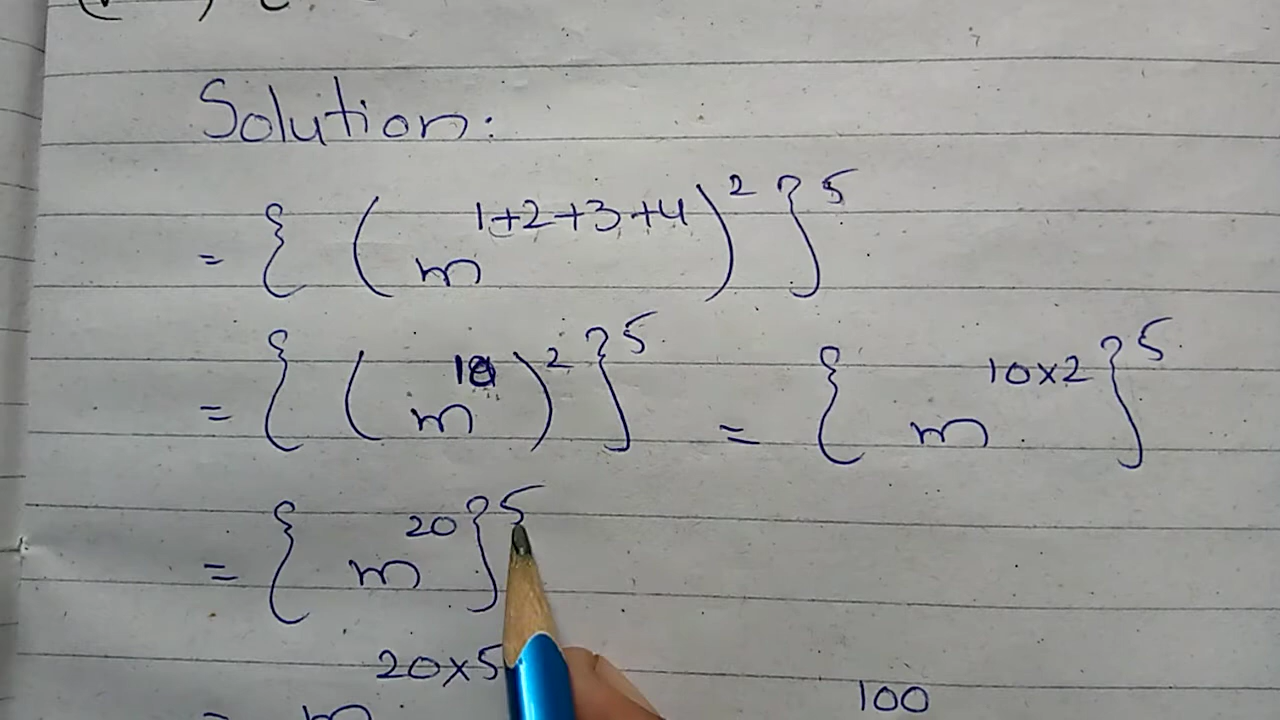 Solution:
= { ( m^{1+2+3+4} )^2 }^5
= { ( m^{10} )^2 }^5 = { m^{10×2} }^5
= { m^{20} }^5
= m^{20×5} 100